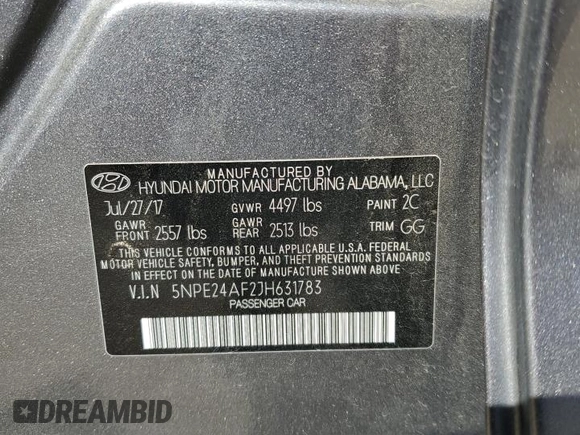 MANUFACTURED BY
HYUNDAI MOTOR MANUFACTURING ALABAMA, LLC
Jul/27/17 GVWR 4497 lbs PAINT 2C
GAWR FRONT 2557 lbs GAWR REAR 2513 lbs TRIM GG
THIS VEHICLE CONFORMS TO ALL APPLICABLE U.S.A. FEDERAL
MOTOR VEHICLE SAFETY, BUMPER, AND THEFT PREVENTION STANDARDS
IN EFFECT ON THE DATE OF MANUFACTURE SHOWN ABOVE.
V.I.N 5NPE24AF2JH631783
PASSENGER CAR
DREAMBID